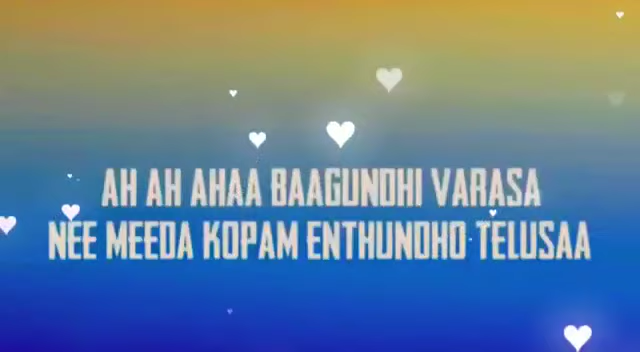 AH AH AHAA BAAGUNDHI VARASA
NEE MEEDA KOPAM ENTHUNDHO TELUSAA